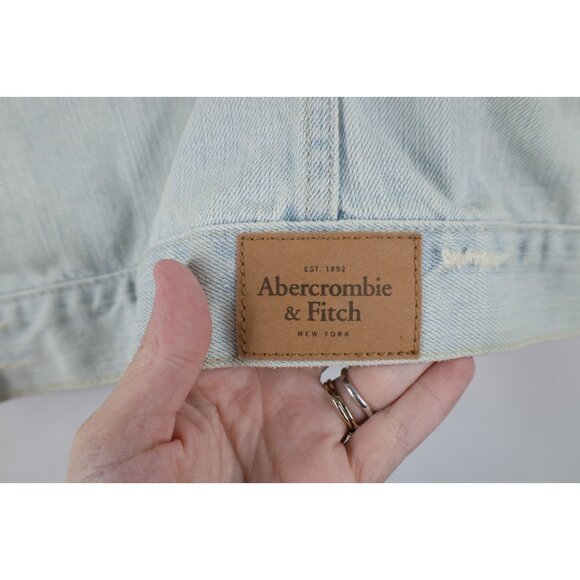 EST. 1892
Abercrombie
& Fitch
NEW YORK